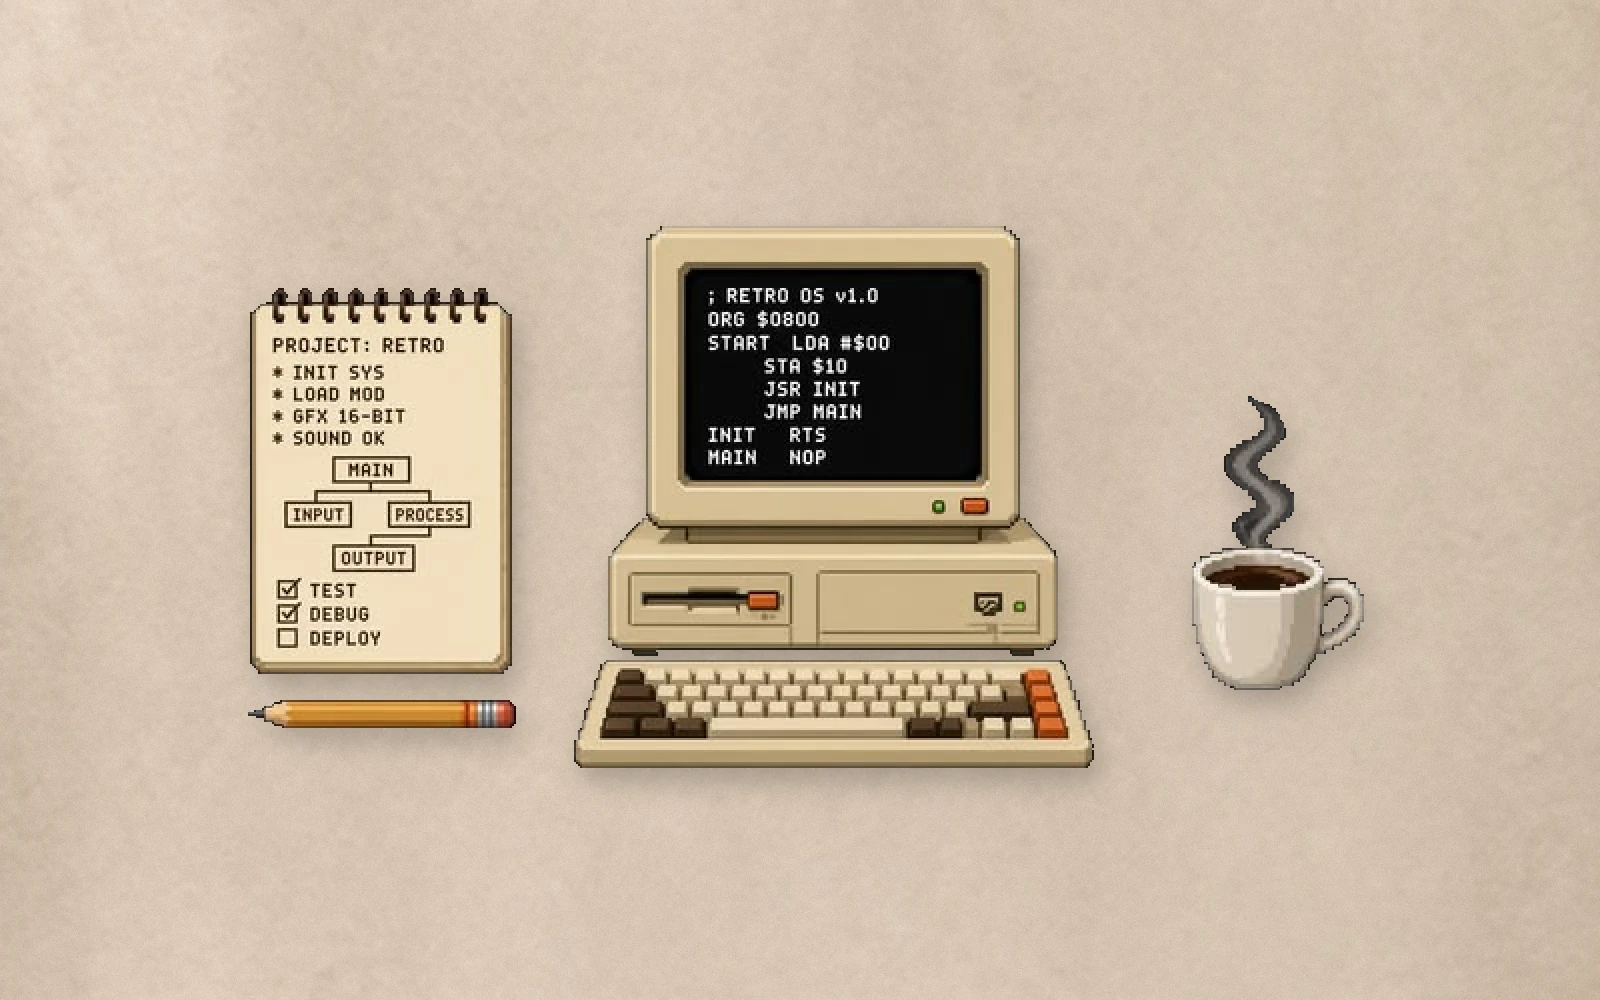 PROJECT: RETRO
* INIT SYS
* LOAD MOD
* GFX 16-BIT
* SOUND OK
MAIN
INPUT PROCESS
OUTPUT
TEST
DEBUG
DEPLOY
; RETRO OS v1.0
ORG $0800
START LDA #$00
STA $10
JSR INIT
JMP MAIN
INIT RTS
MAIN NOP